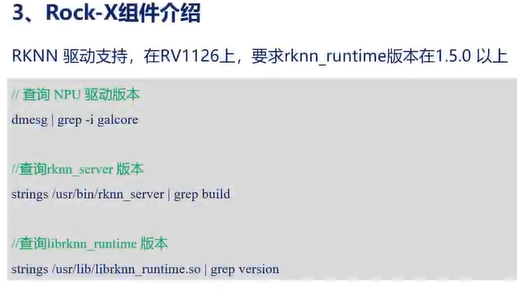 3、Rock-X组件介绍
RKNN 驱动支持，在RV1126上，要求rknn_runtime版本在1.5.0 以上
// 查询 NPU 驱动版本
dmesg | grep -i galcore
//查询rknn_server 版本
strings /usr/bin/rknn_server | grep build
//查询librknn_runtime 版本
strings /usr/lib/librknn_runtime.so | grep version